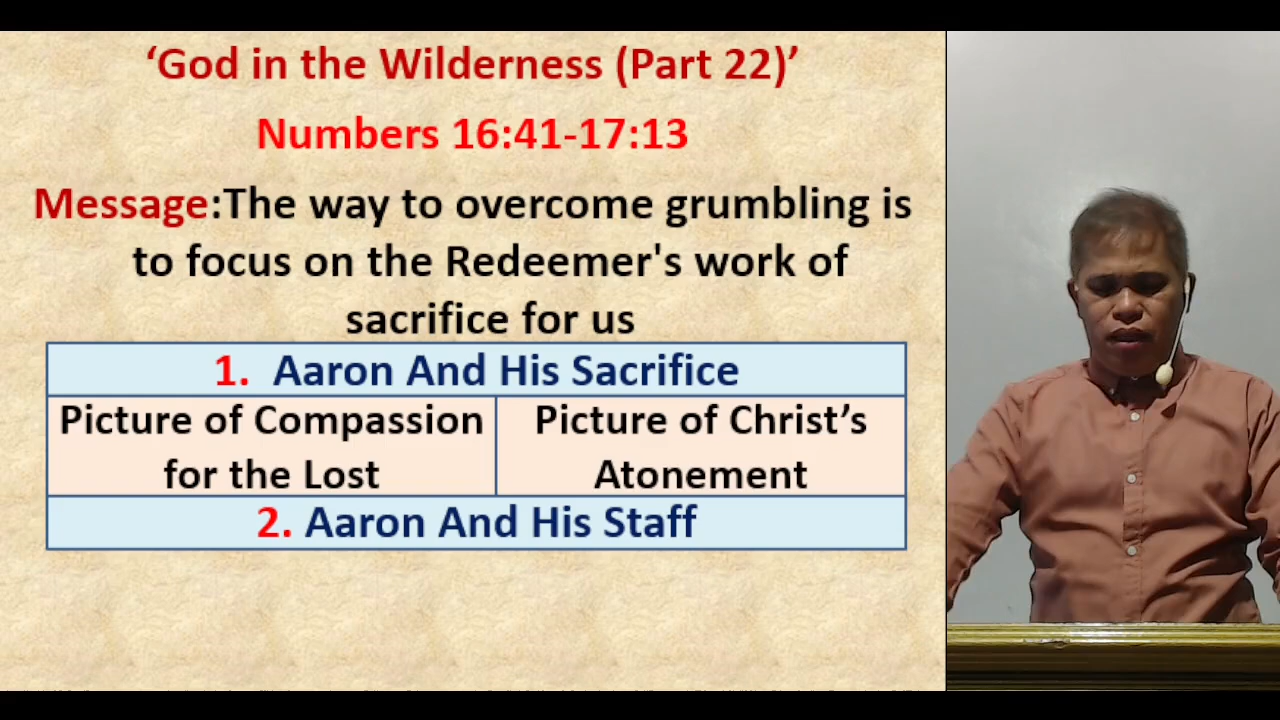 ‘God in the Wilderness (Part 22)’
Numbers 16:41-17:13
Message:The way to overcome grumbling is
to focus on the Redeemer's work of
sacrifice for us
1. Aaron And His Sacrifice
Picture of Compassion
for the Lost
Picture of Christ’s
Atonement
2. Aaron And His Staff